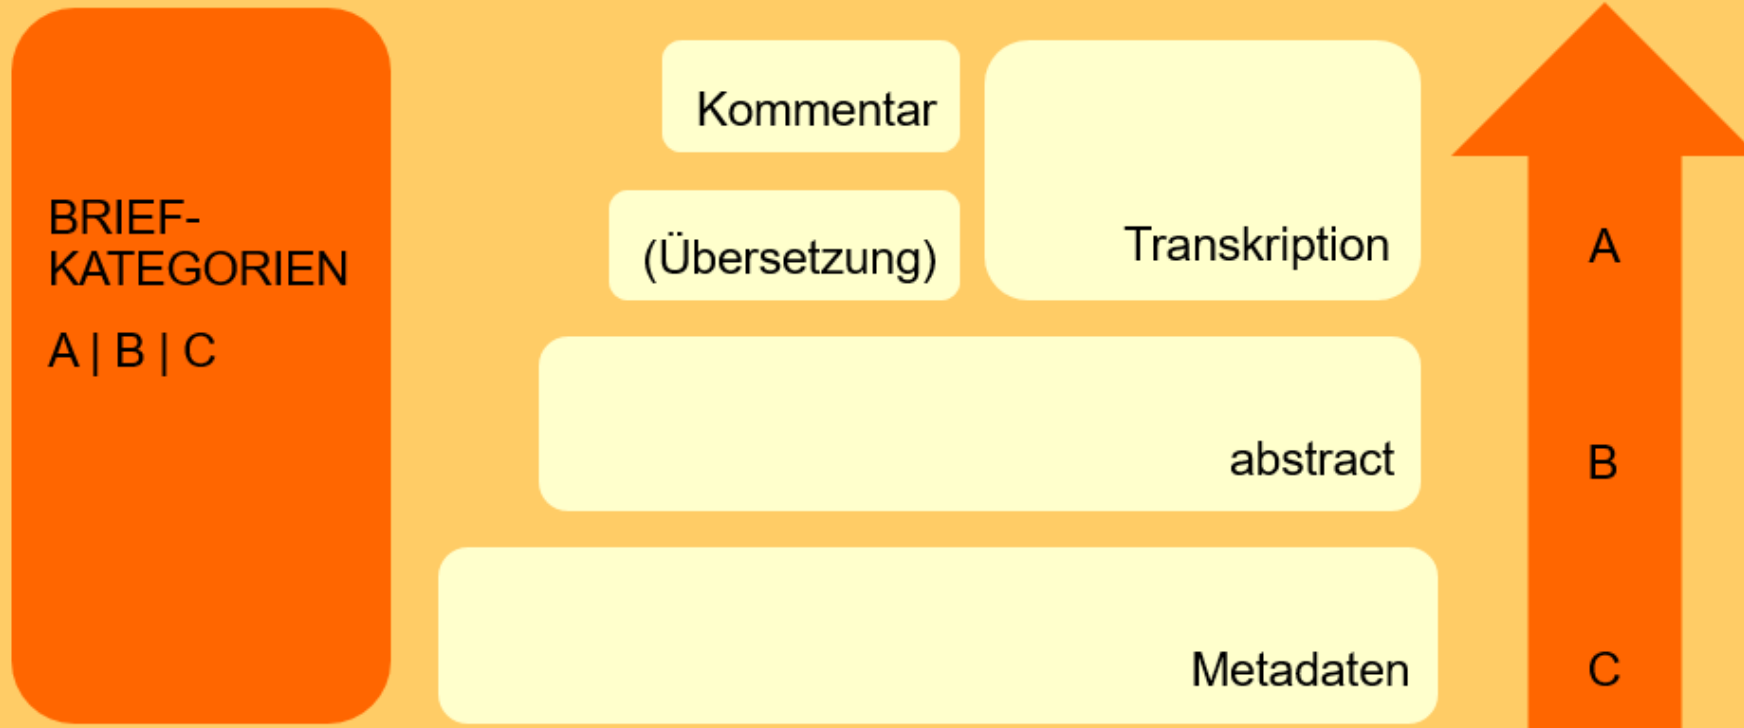 BRIEF-
KATEGORIEN
A | B | C
Kommentar
(Übersetzung)
Transkription
A
abstract
B
Metadaten
C